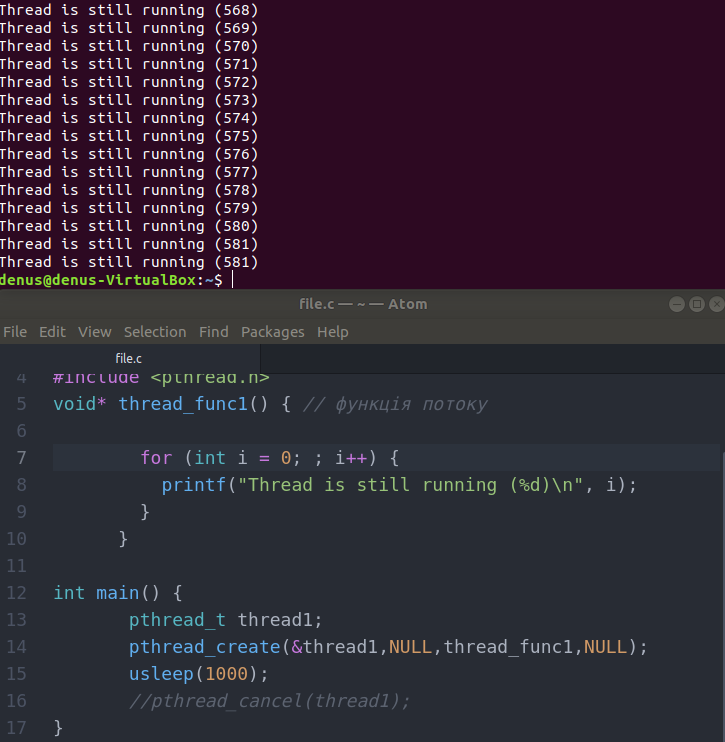 Thread is still running (568)
Thread is still running (569)
Thread is still running (570)
Thread is still running (571)
Thread is still running (572)
Thread is still running (573)
Thread is still running (574)
Thread is still running (575)
Thread is still running (576)
Thread is still running (577)
Thread is still running (578)
Thread is still running (579)
Thread is still running (580)
Thread is still running (581)
Thread is still running (581)
denus@denus-VirtualBox:~$
file.c — ~ — Atom
File Edit View Selection Find Packages Help
file.c
4 #include <pthread.h>
5 void* thread_func1() { // функція потоку
6
7 for (int i = 0; ; i++) {
8 printf("Thread is still running (%d)\n", i);
9 }
10 }
11
12 int main() {
13 pthread_t thread1;
14 pthread_create(&thread1,NULL,thread_func1,NULL);
15 usleep(1000);
16 //pthread_cancel(thread1);
17 }